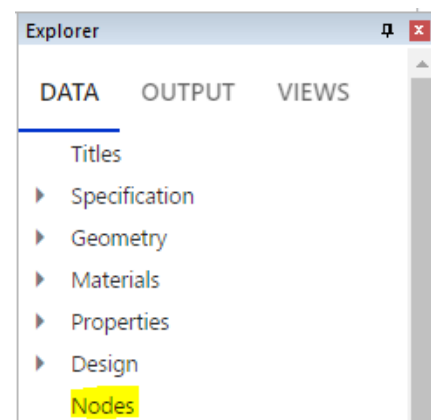 Explorer
DATA OUTPUT VIEWS
Titles
Specification
Geometry
Materials
Properties
Design
Nodes